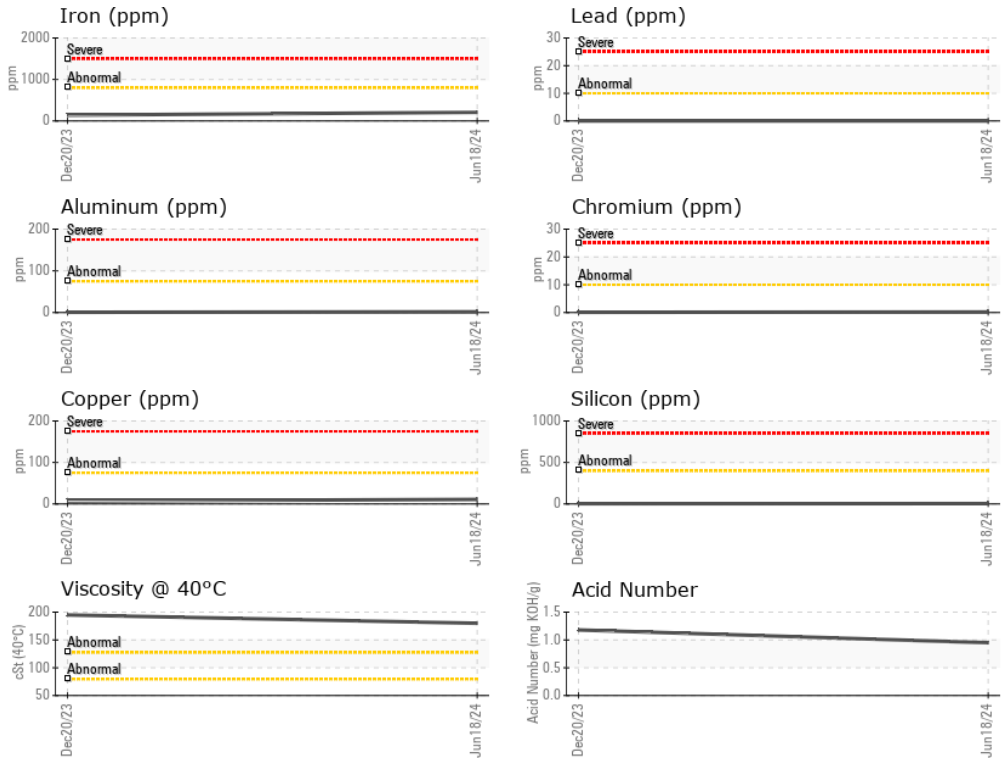 Iron (ppm)
2000
1000
0
ppm
Severe
Abnormal
Dec20/23
Jun18/24
Lead (ppm)
30
20
10
0
ppm
Severe
Abnormal
Dec20/23
Jun18/24
Aluminum (ppm)
200
100
0
ppm
Severe
Abnormal
Dec20/23
Jun18/24
Chromium (ppm)
30
20
10
0
ppm
Severe
Abnormal
Dec20/23
Jun18/24
Copper (ppm)
200
100
0
ppm
Severe
Abnormal
Dec20/23
Jun18/24
Silicon (ppm)
1000
500
0
ppm
Severe
Abnormal
Dec20/23
Jun18/24
Viscosity @ 40°C
200
150
100
50
cSt (40°C)
Abnormal
Abnormal
Dec20/23
Jun18/24
Acid Number
1.5
1.0
0.5
0.0
Acid Number (mg KOH/g)
Dec20/23
Jun18/24